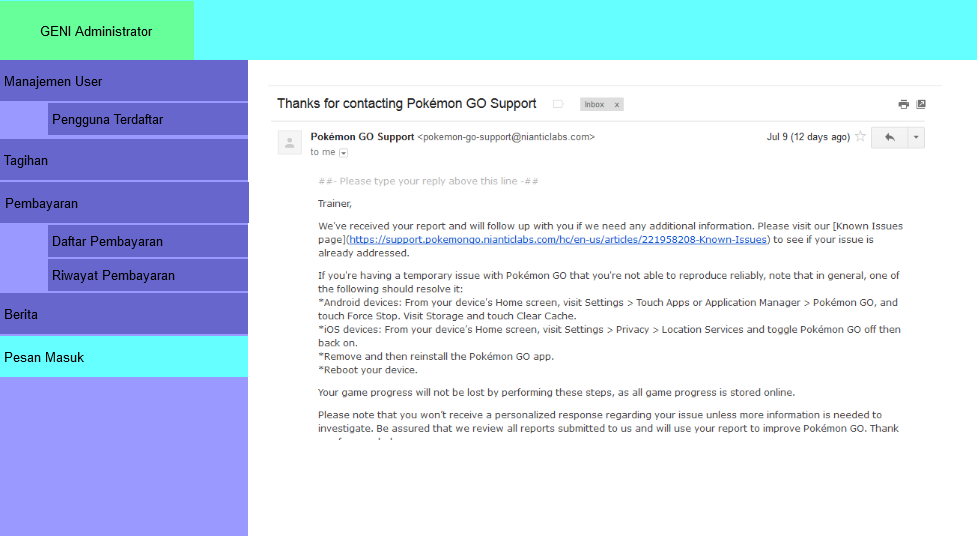 GENI Administrator
Manajemen User
Pengguna Terdaftar
Tagihan
Pembayaran
Daftar Pembayaran
Riwayat Pembayaran
Berita
Pesan Masuk
Thanks for contacting Pokémon GO Support
Inbox x
Pokémon GO Support <pokemon-go-support@nianticlabs.com>
Jul 9 (12 days ago)
to me
##- Please type your reply above this line -##
Trainer,
We've received your report and will follow up with you if we need any additional information. Please visit our [Known Issues
page](https://support.pokemongo.nianticlabs.com/hc/en-us/articles/221958208-Known-Issues) to see if your issue is
already addressed.
If you're having a temporary issue with Pokémon GO that you're not able to reproduce reliably, note that in general, one of
the following should resolve it:
*Android devices: From your device's Home screen, visit Settings > Touch Apps or Application Manager > Pokémon GO, and
touch Force Stop. Visit Storage and touch Clear Cache.
*iOS devices: From your device's Home screen, visit Settings > Privacy > Location Services and toggle Pokémon GO off then
back on.
*Remove and then reinstall the Pokémon GO app.
*Reboot your device.
Your game progress will not be lost by performing these steps, as all game progress is stored online.
Please note that you won't receive a personalized response regarding your issue unless more information is needed to
investigate. Be assured that we review all reports submitted to us and will use your report to improve Pokémon GO. Thank